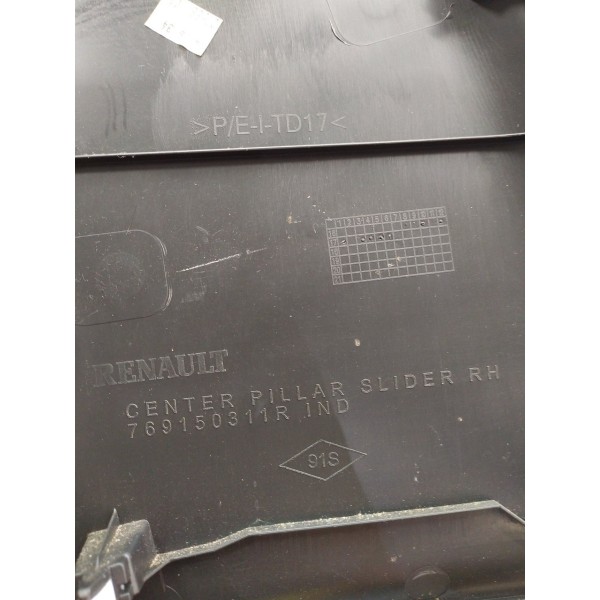 >P/E-I-TD17<
RENAULT
CENTER PILLAR SLIDER RH
769150311R IND
91S